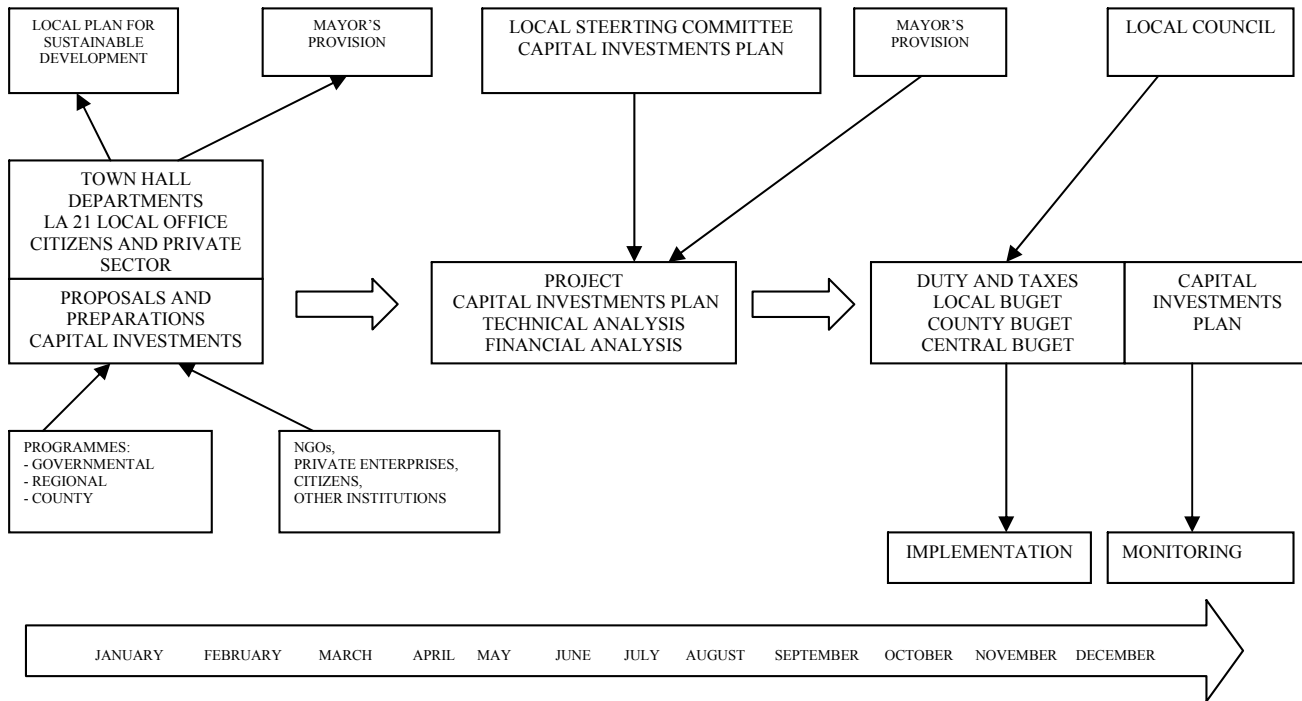 LOCAL PLAN FOR
SUSTAINABLE
DEVELOPMENT
MAYOR’S
PROVISION
LOCAL STEERTING COMMITTEE
CAPITAL INVESTMENTS PLAN
MAYOR’S
PROVISION
LOCAL COUNCIL
TOWN HALL
DEPARTMENTS
LA 21 LOCAL OFFICE
CITIZENS AND PRIVATE
SECTOR
PROPOSALS AND
PREPARATIONS
CAPITAL INVESTMENTS
PROJECT
CAPITAL INVESTMENTS PLAN
TECHNICAL ANALYSIS
FINANCIAL ANALYSIS
DUTY AND TAXES
LOCAL BUGET
COUNTY BUGET
CENTRAL BUGET
CAPITAL
INVESTMENTS
PLAN
PROGRAMMES:
- GOVERNMENTAL
- REGIONAL
- COUNTY
NGOs,
PRIVATE ENTERPRISES,
CITIZENS,
OTHER INSTITUTIONS
IMPLEMENTATION
MONITORING
JANUARY FEBRUARY MARCH APRIL MAY JUNE JULY AUGUST SEPTEMBER OCTOBER NOVEMBER DECEMBER